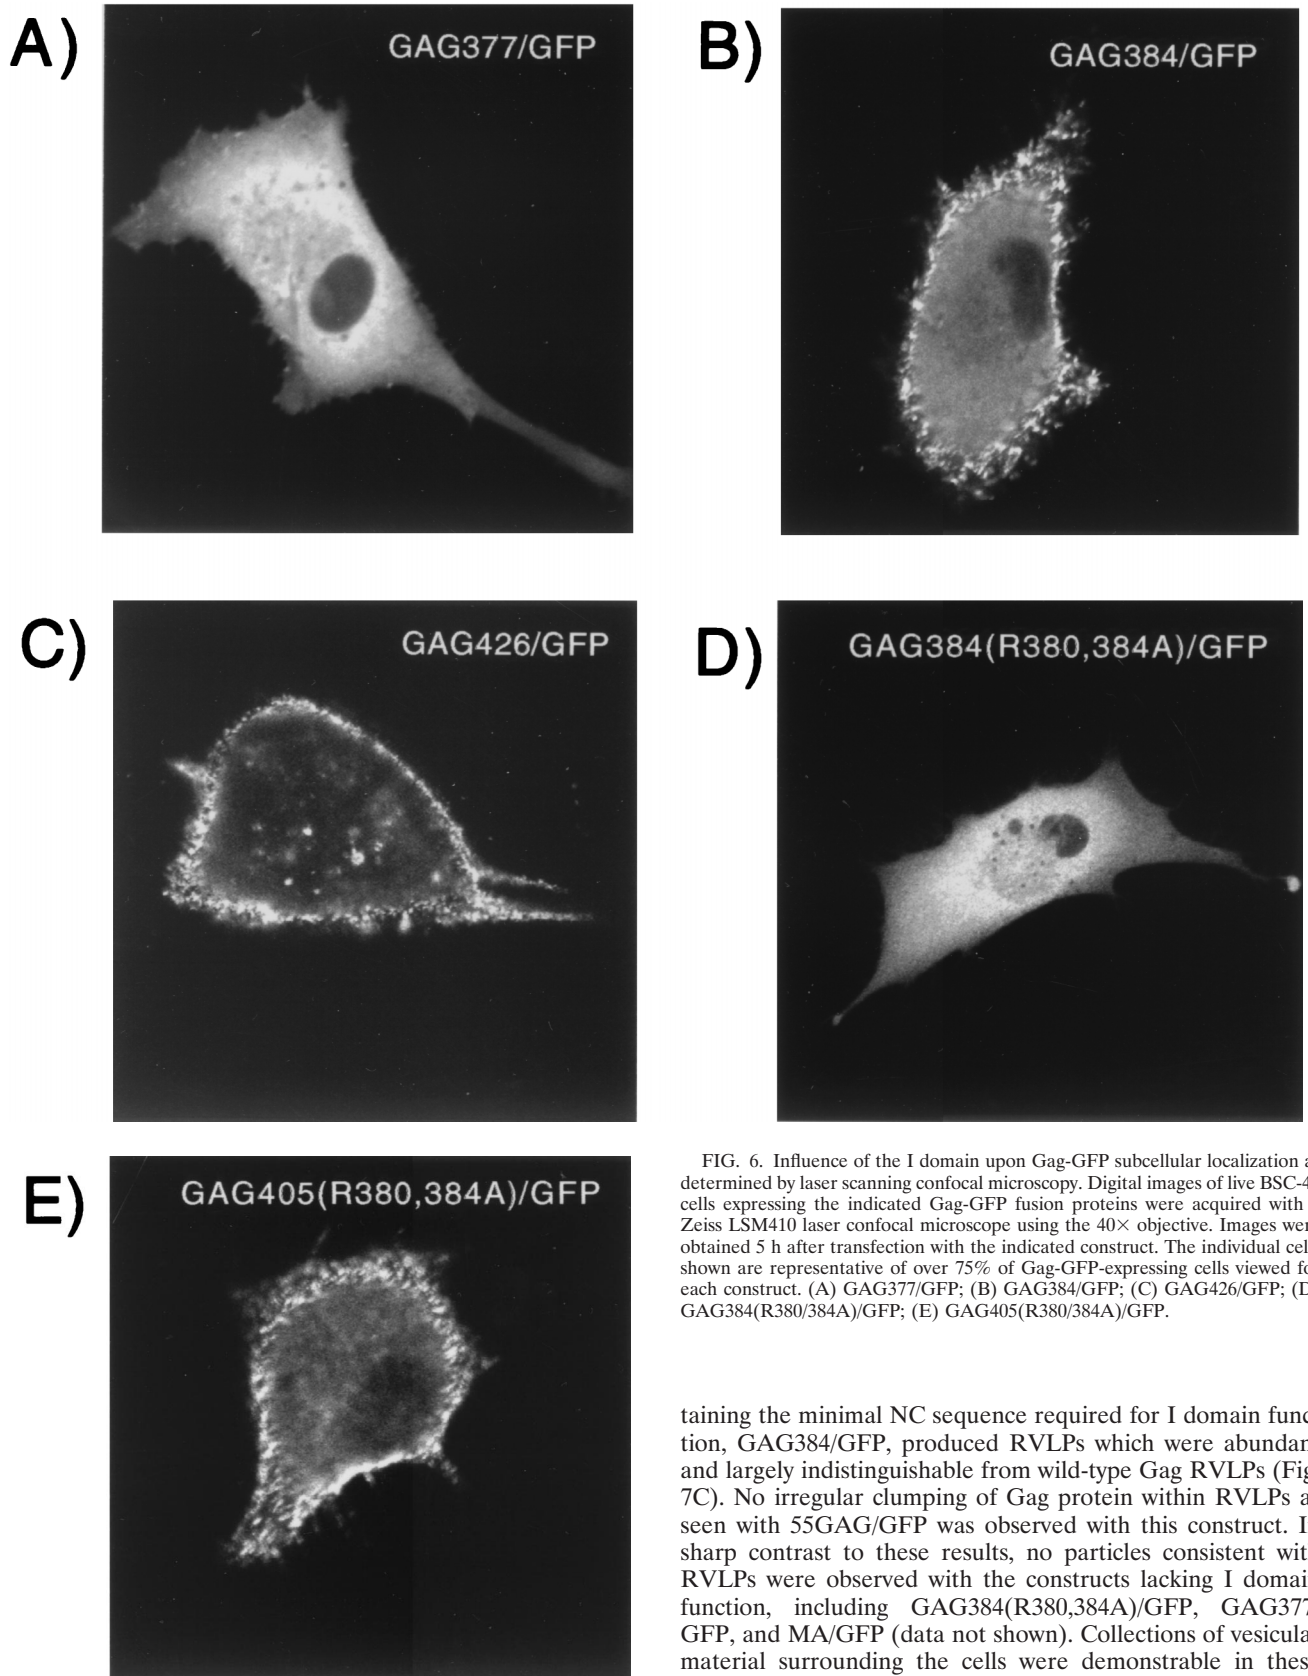 A)
GAG377/GFP
B)
GAG384/GFP
C)
GAG426/GFP
D)
GAG384(R380,384A)/GFP
E)
GAG405(R380,384A)/GFP
FIG. 6. Influence of the I domain upon Gag-GFP subcellular localization a
determined by laser scanning confocal microscopy. Digital images of live BSC-4
cells expressing the indicated Gag-GFP fusion proteins were acquired with
Zeiss LSM410 laser confocal microscope using the 40× objective. Images wer
obtained 5 h after transfection with the indicated construct. The individual cel
shown are representative of over 75% of Gag-GFP-expressing cells viewed fo
each construct. (A) GAG377/GFP; (B) GAG384/GFP; (C) GAG426/GFP; (D
GAG384(R380/384A)/GFP; (E) GAG405(R380/384A)/GFP.
taining the minimal NC sequence required for I domain func
tion, GAG384/GFP, produced RVLPs which were abundan
and largely indistinguishable from wild-type Gag RVLPs (Fig
7C). No irregular clumping of Gag protein within RVLPs a
seen with 55GAG/GFP was observed with this construct. I
sharp contrast to these results, no particles consistent wit
RVLPs were observed with the constructs lacking I domai
function, including GAG384(R380,384A)/GFP, GAG377
GFP, and MA/GFP (data not shown). Collections of vesicula
material surrounding the cells were demonstrable in thes